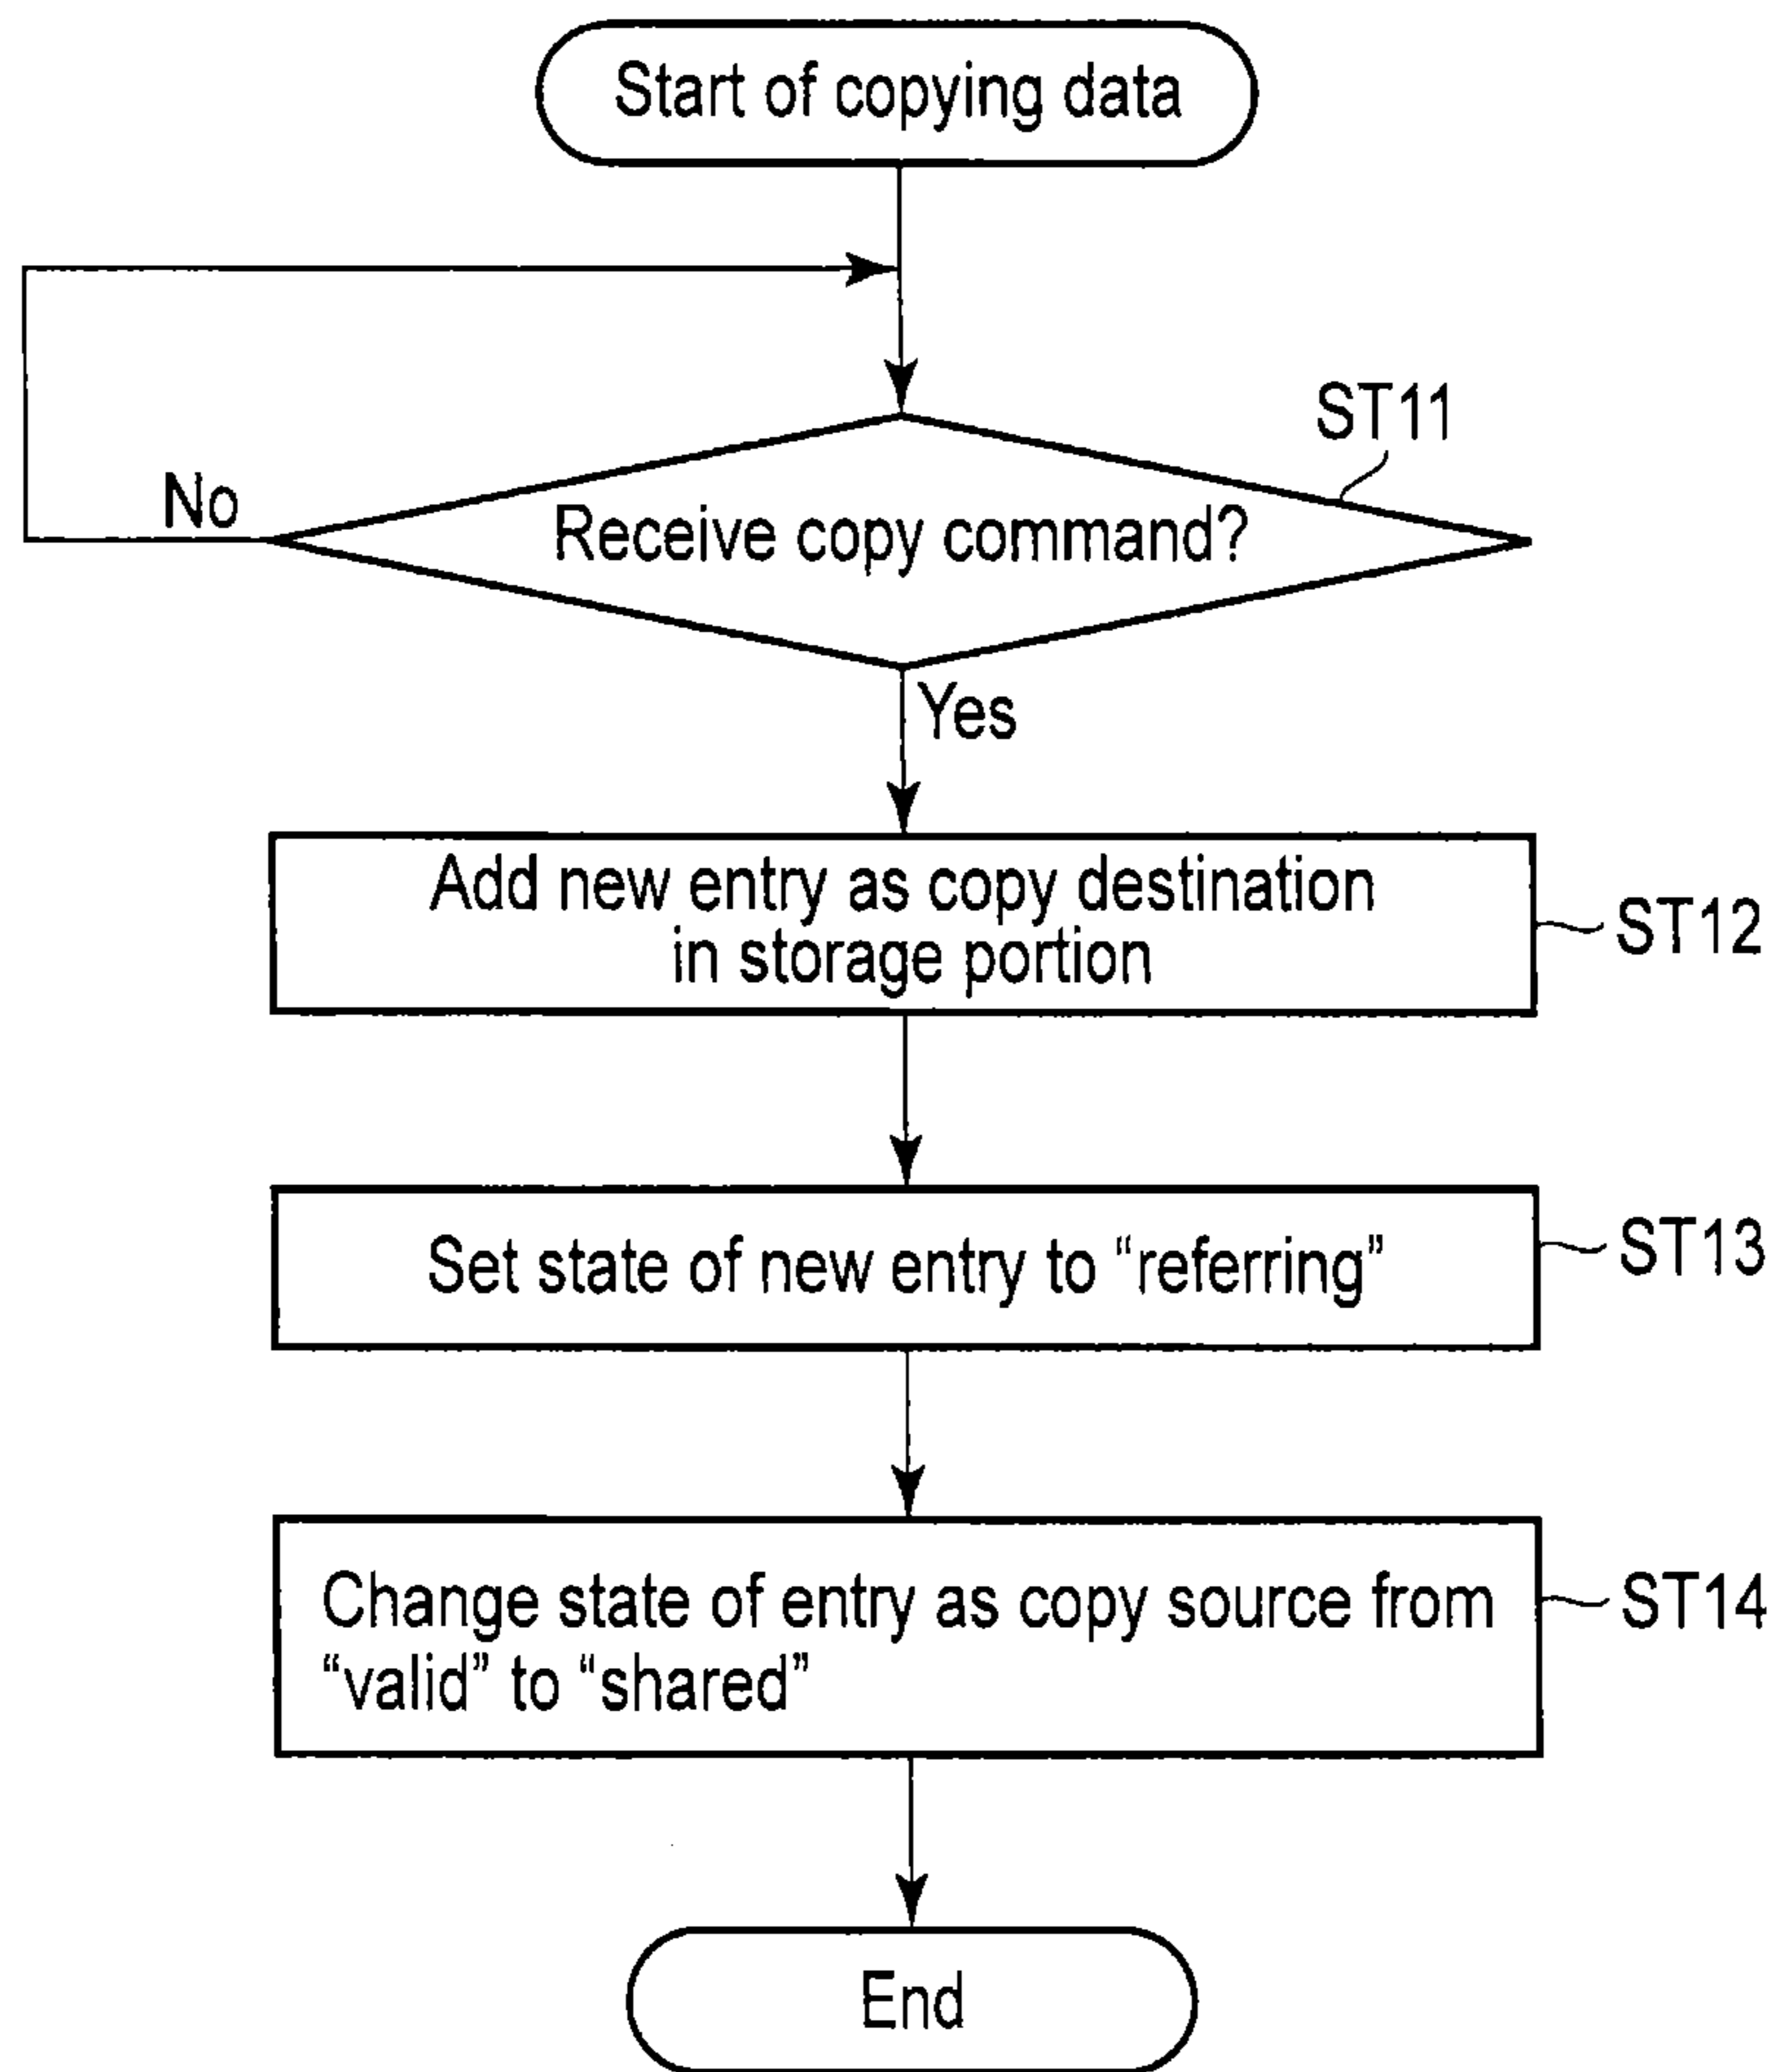 Start of copying data
ST11
No
Receive copy command?
Yes
Add new entry as copy destination
in storage portion
ST12
Set state of new entry to “referring”
ST13
Change state of entry as copy source from
“valid” to “shared”
ST14
End